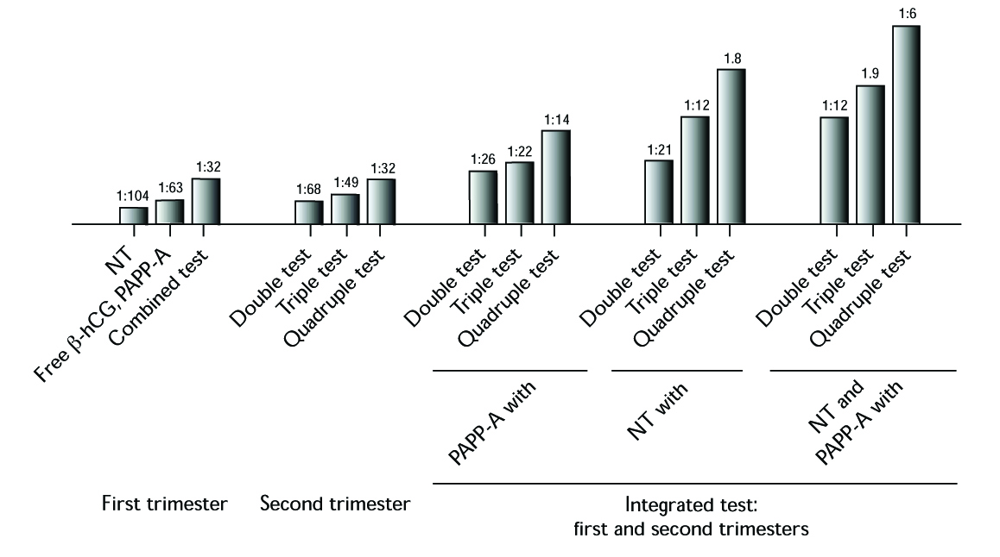 1:104
1:63
1:32
1:68
1:49
1:32
1:26
1:22
1:14
1:21
1:12
1.8
1:12
1.9
1:6
NT
Free β-hCG, PAPP-A
Combined test
Double test
Triple test
Quadruple test
Double test
Triple test
Quadruple test
Double test
Triple test
Quadruple test
Double test
Triple test
Quadruple test
PAPP-A with
NT with
NT and
PAPP-A with
First trimester
Second trimester
Integrated test:
first and second trimesters